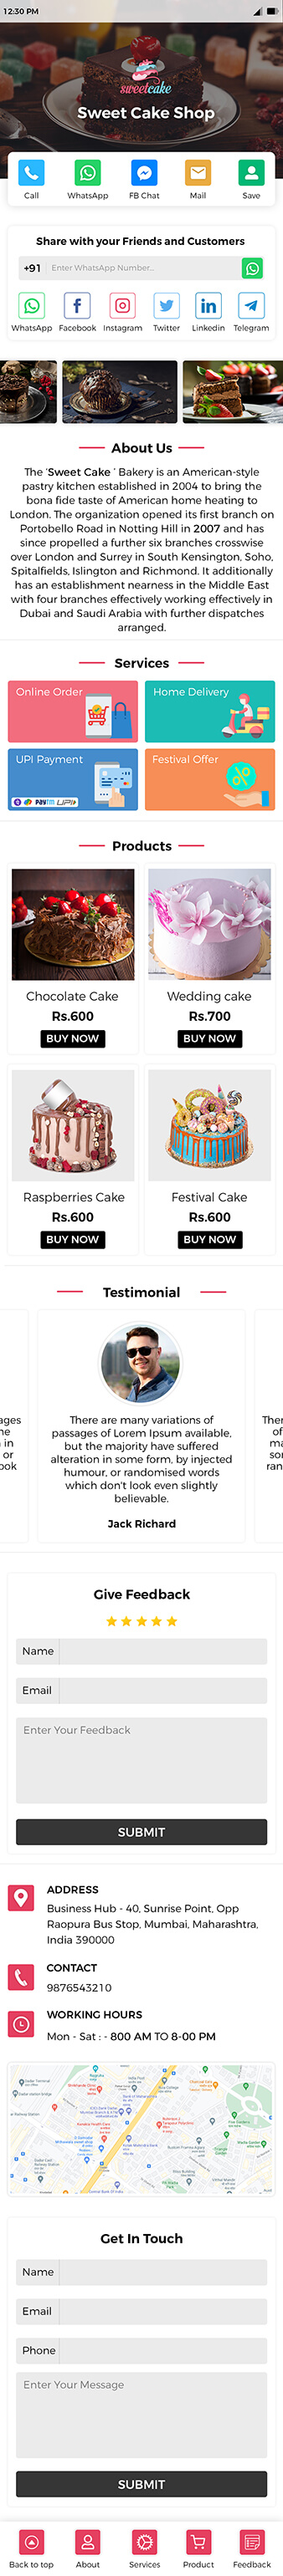 12:30 PM
sweetcake
Sweet Cake Shop
Call
WhatsApp
FB Chat
Mail
Save
Share with your Friends and Customers
+91 Enter WhatsApp Number...
WhatsApp
Facebook
Instagram
Twitter
Linkedin
Telegram
About Us
The 'Sweet Cake ' Bakery is an American-style
pastry kitchen established in 2004 to bring the
bona fide taste of American home heating to
London. The organization opened its first branch on
Portobello Road in Notting Hill in 2007 and has
since propelled a further six branches crosswise
over London and Surrey in South Kensington, Soho,
Spitalfields, Islington and Richmond. It additionally
has an establishment nearness in the Middle East
with four branches effectively working effectively in
Dubai and Saudi Arabia with further dispatches
arranged.
Services
Online Order
Home Delivery
UPI Payment
PAYTM UPI
Festival Offer
Products
Chocolate Cake
Rs.600
BUY NOW
Wedding cake
Rs.700
BUY NOW
Raspberries Cake
Rs.600
BUY NOW
Festival Cake
Rs.600
BUY NOW
Testimonial
There are many variations of
passages of Lorem Ipsum available,
but the majority have suffered
alteration in some form, by injected
humour, or randomised words
which don't look even slightly
believable.
Jack Richard
Give Feedback
Name
Email
Enter Your Feedback
SUBMIT
ADDRESS
Business Hub - 40, Sunrise Point, Opp
Raopura Bus Stop, Mumbai, Maharashtra,
India 390000
CONTACT
9876543210
WORKING HOURS
Mon - Sat : - 800 AM TO 8-00 PM
Get In Touch
Name
Email
Phone
Enter Your Message
SUBMIT
Back to top
About
Services
Product
Feedback